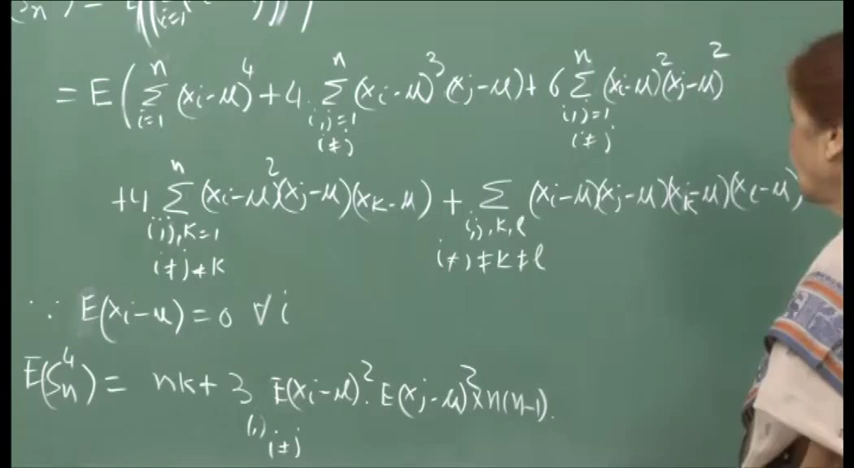 = E( Σ_{i=1}^{n} (x_i - μ)^4 + 4. Σ_{i,j=1, i≠j}^{n} (x_i - μ)^3 (x_j - μ) + 6 Σ_{i,j=1, i≠j}^{n} (x_i - μ)^2 (x_j - μ)^2
+ 4 Σ_{i,j,k=1, i≠j≠k}^{n} (x_i - μ)^2 (x_j - μ)(x_k - μ) + Σ_{i,j,k,l, i≠j≠k≠l} (x_i - μ)(x_j - μ)(x_k - μ)(x_l - μ)
∵ E(x_i - μ) = 0 ∀ i
E(S_n^4) = nk + 3_{i,j, i≠j} E(x_i - μ)^2 . E(x_j - μ)^2 × n(n-1).